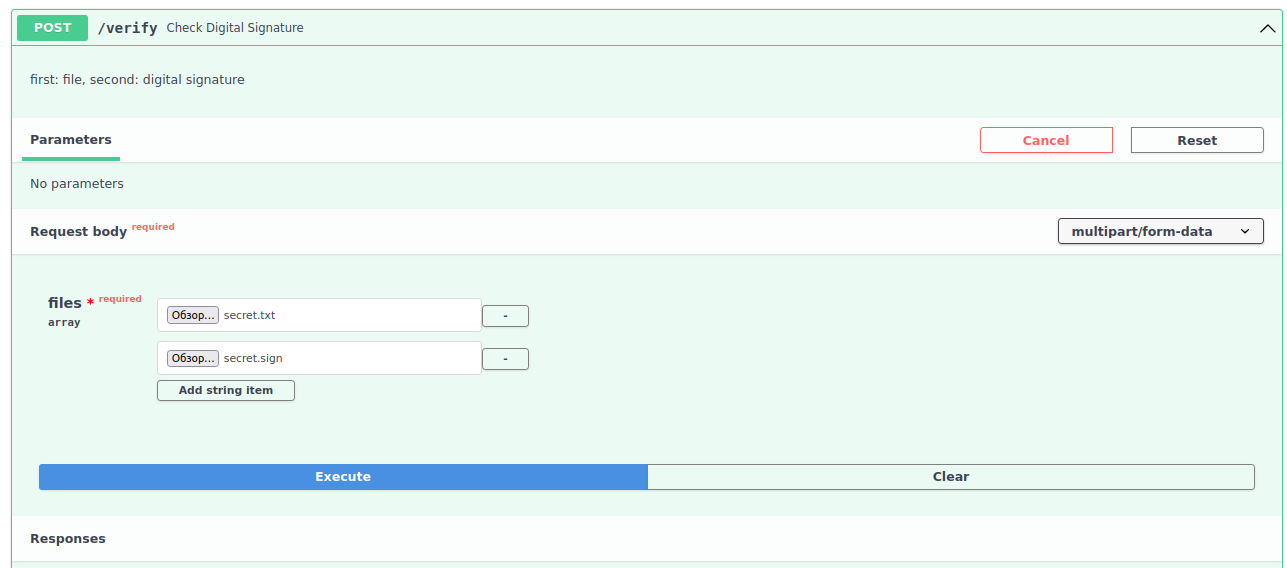 POST /verify Check Digital Signature
first: file, second: digital signature
Parameters Cancel Reset
No parameters
Request body required multipart/form-data
files * required
array
Обзор... secret.txt -
Обзор... secret.sign -
Add string item
Execute Clear
Responses